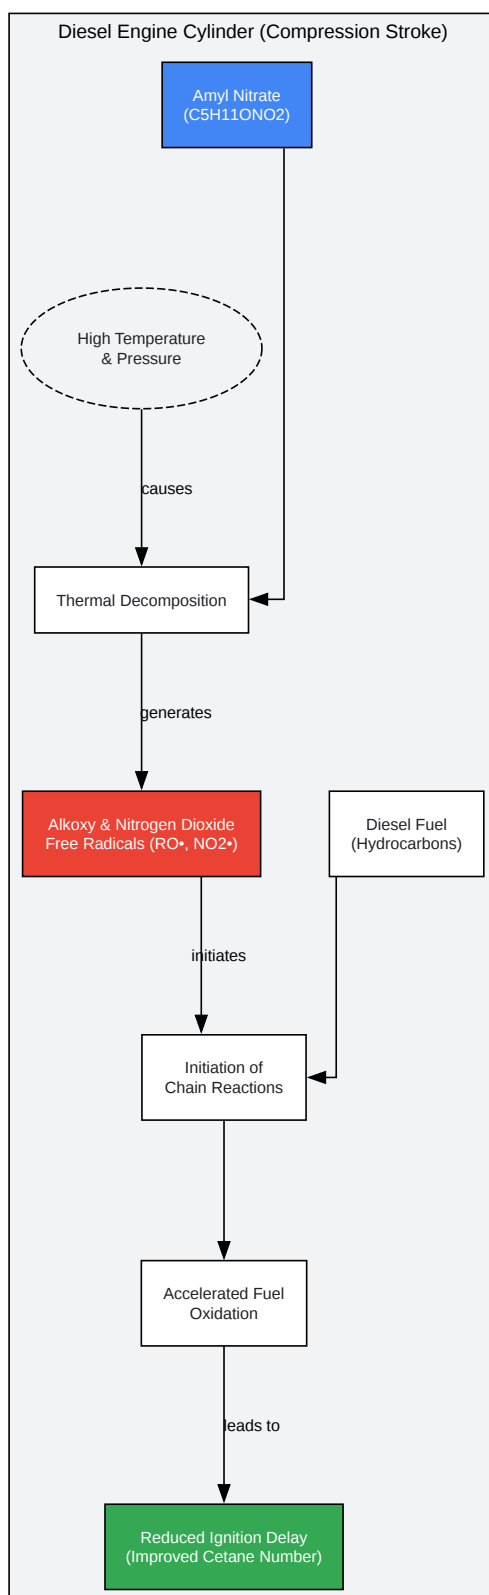 Diesel Engine Cylinder (Compression Stroke)
Amyl Nitrate
(C5H11ONO2)
High Temperature
& Pressure
causes
Thermal Decomposition
generates
Alkoxy & Nitrogen Dioxide
Free Radicals (RO•, NO2•)
Diesel Fuel
(Hydrocarbons)
initiates
Initiation of
Chain Reactions
Accelerated Fuel
Oxidation
leads to
Reduced Ignition Delay
(Improved Cetane Number)